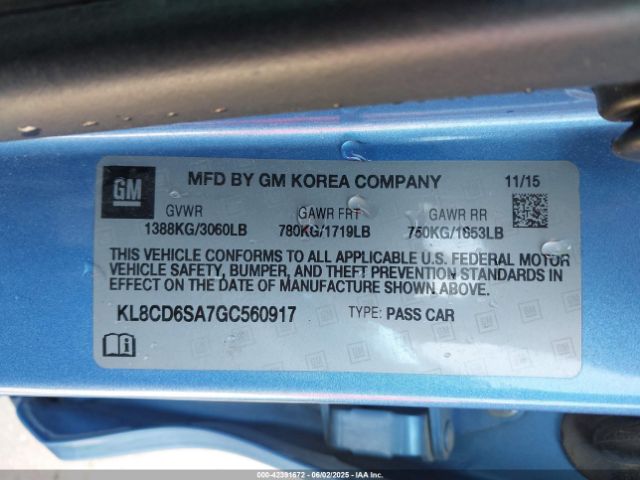 GM MFD BY GM KOREA COMPANY 11/15
GVWR GAWR FRT GAWR RR
1388KG/3060LB 780KG/1719LB 750KG/1653LB
THIS VEHICLE CONFORMS TO ALL APPLICABLE U.S. FEDERAL MOTOR
VEHICLE SAFETY, BUMPER, AND THEFT PREVENTION STANDARDS IN
EFFECT ON THE DATE OF MANUFACTURE SHOWN ABOVE.
KL8CD6SA7GC560917 TYPE: PASS CAR
000-42391672 - 06/02/2025 - IAAI.COM